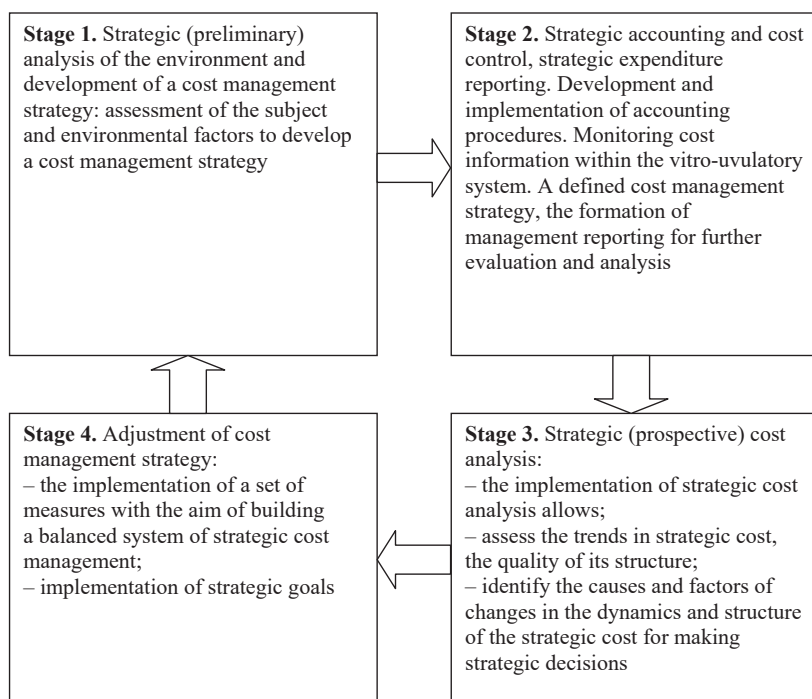 Stage 1. Strategic (preliminary)
analysis of the environment and
development of a cost management
strategy: assessment of the subject
and environmental factors to develop
a cost management strategy
Stage 2. Strategic accounting and cost
control, strategic expenditure
reporting. Development and
implementation of accounting
procedures. Monitoring cost
information within the vitro-uvulatory
system. A defined cost management
strategy, the formation of
management reporting for further
evaluation and analysis
Stage 3. Strategic (prospective) cost
analysis:
– the implementation of strategic cost
analysis allows;
– assess the trends in strategic cost,
the quality of its structure;
– identify the causes and factors of
changes in the dynamics and structure
of the strategic cost for making
strategic decisions
Stage 4. Adjustment of cost
management strategy:
– the implementation of a set of
measures with the aim of building
a balanced system of strategic cost
management;
– implementation of strategic goals